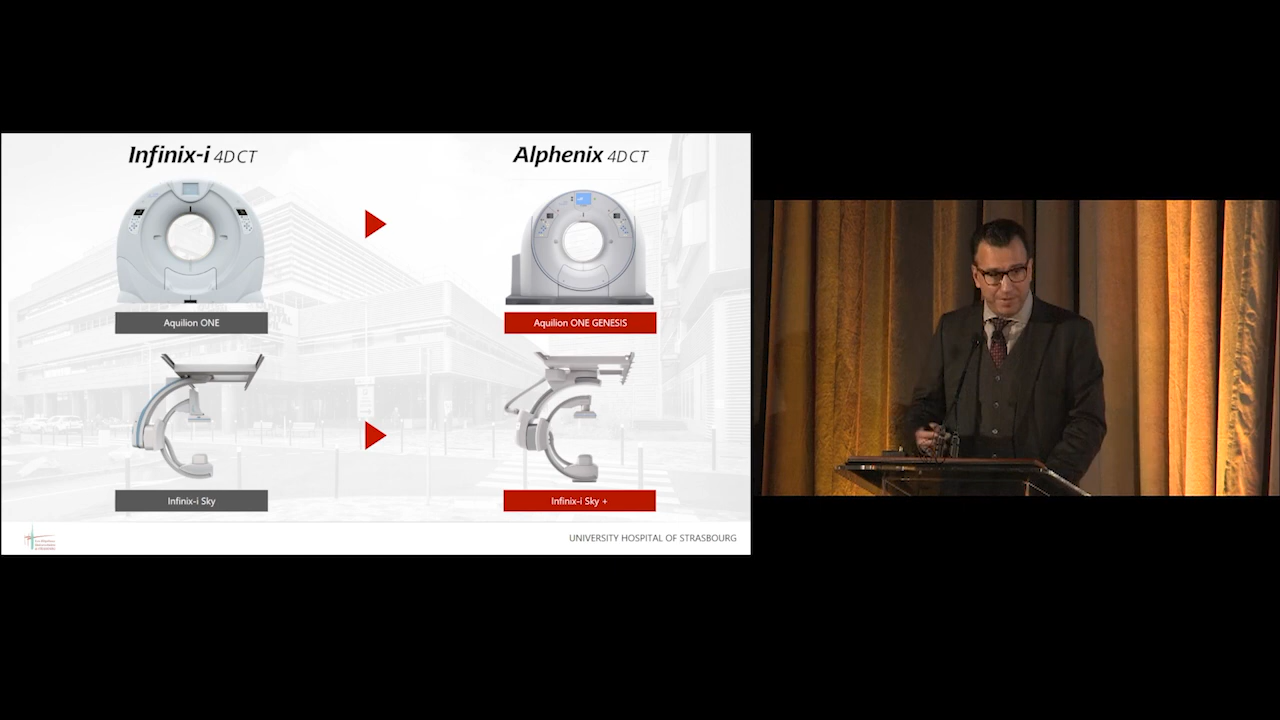 Infinix-i 4DCT
Alphenix 4DCT
Aquilion ONE
Aquilion ONE GENESIS
Infinix-i Sky
Infinix-i Sky +
UNIVERSITY HOSPITAL OF STRASBOURG